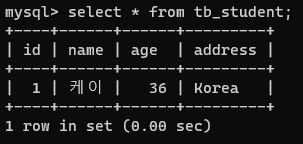 mysql> select * from tb_student;
+----+------+-----+---------+
| id | name | age | address |
+----+------+-----+---------+
| 1 | 케이 | 36 | Korea |
+----+------+-----+---------+
1 row in set (0.00 sec)